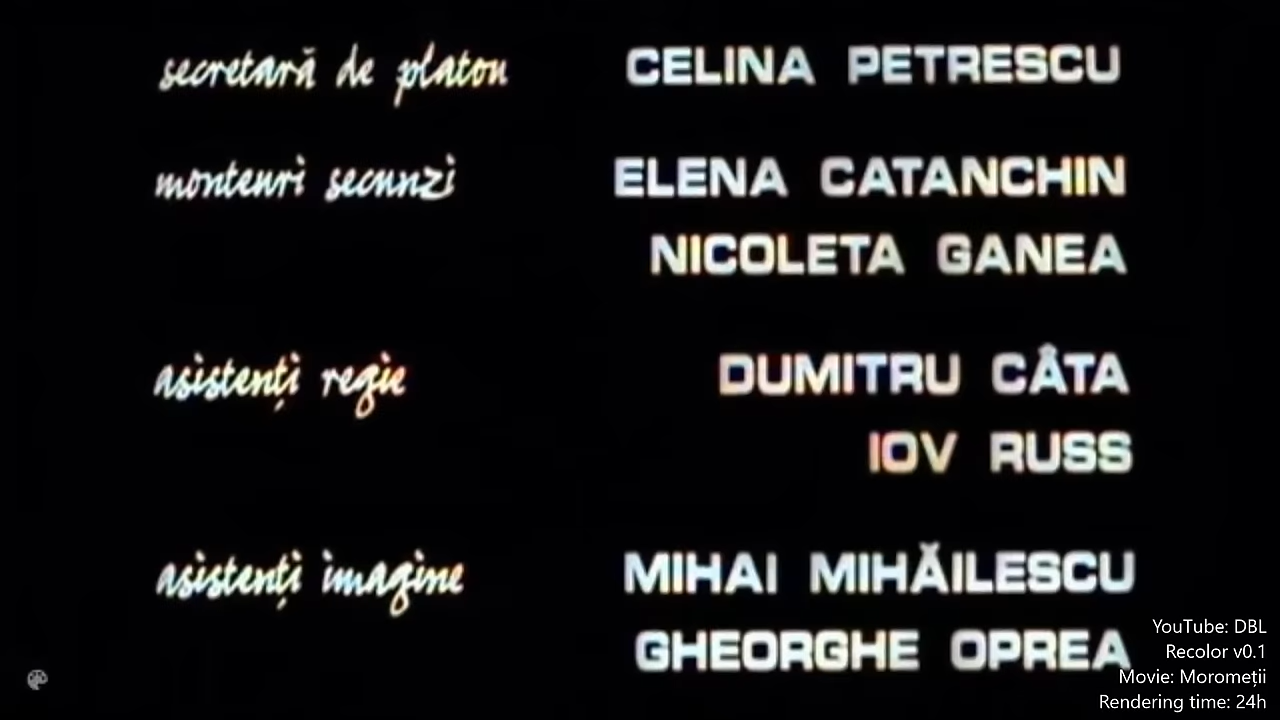 secretară de platou CELINA PETRESCU
monteuri secunzi ELENA CATANCHIN
NICOLETA GANEA
asistenți regie DUMITRU CÂTA
IOV RUSS
asistenți imagine MIHAI MIHĂILESCU
GHEORGHE OPREA
YouTube: DBL
Recolor v0.1
Movie: Moromeții
Rendering time: 24h